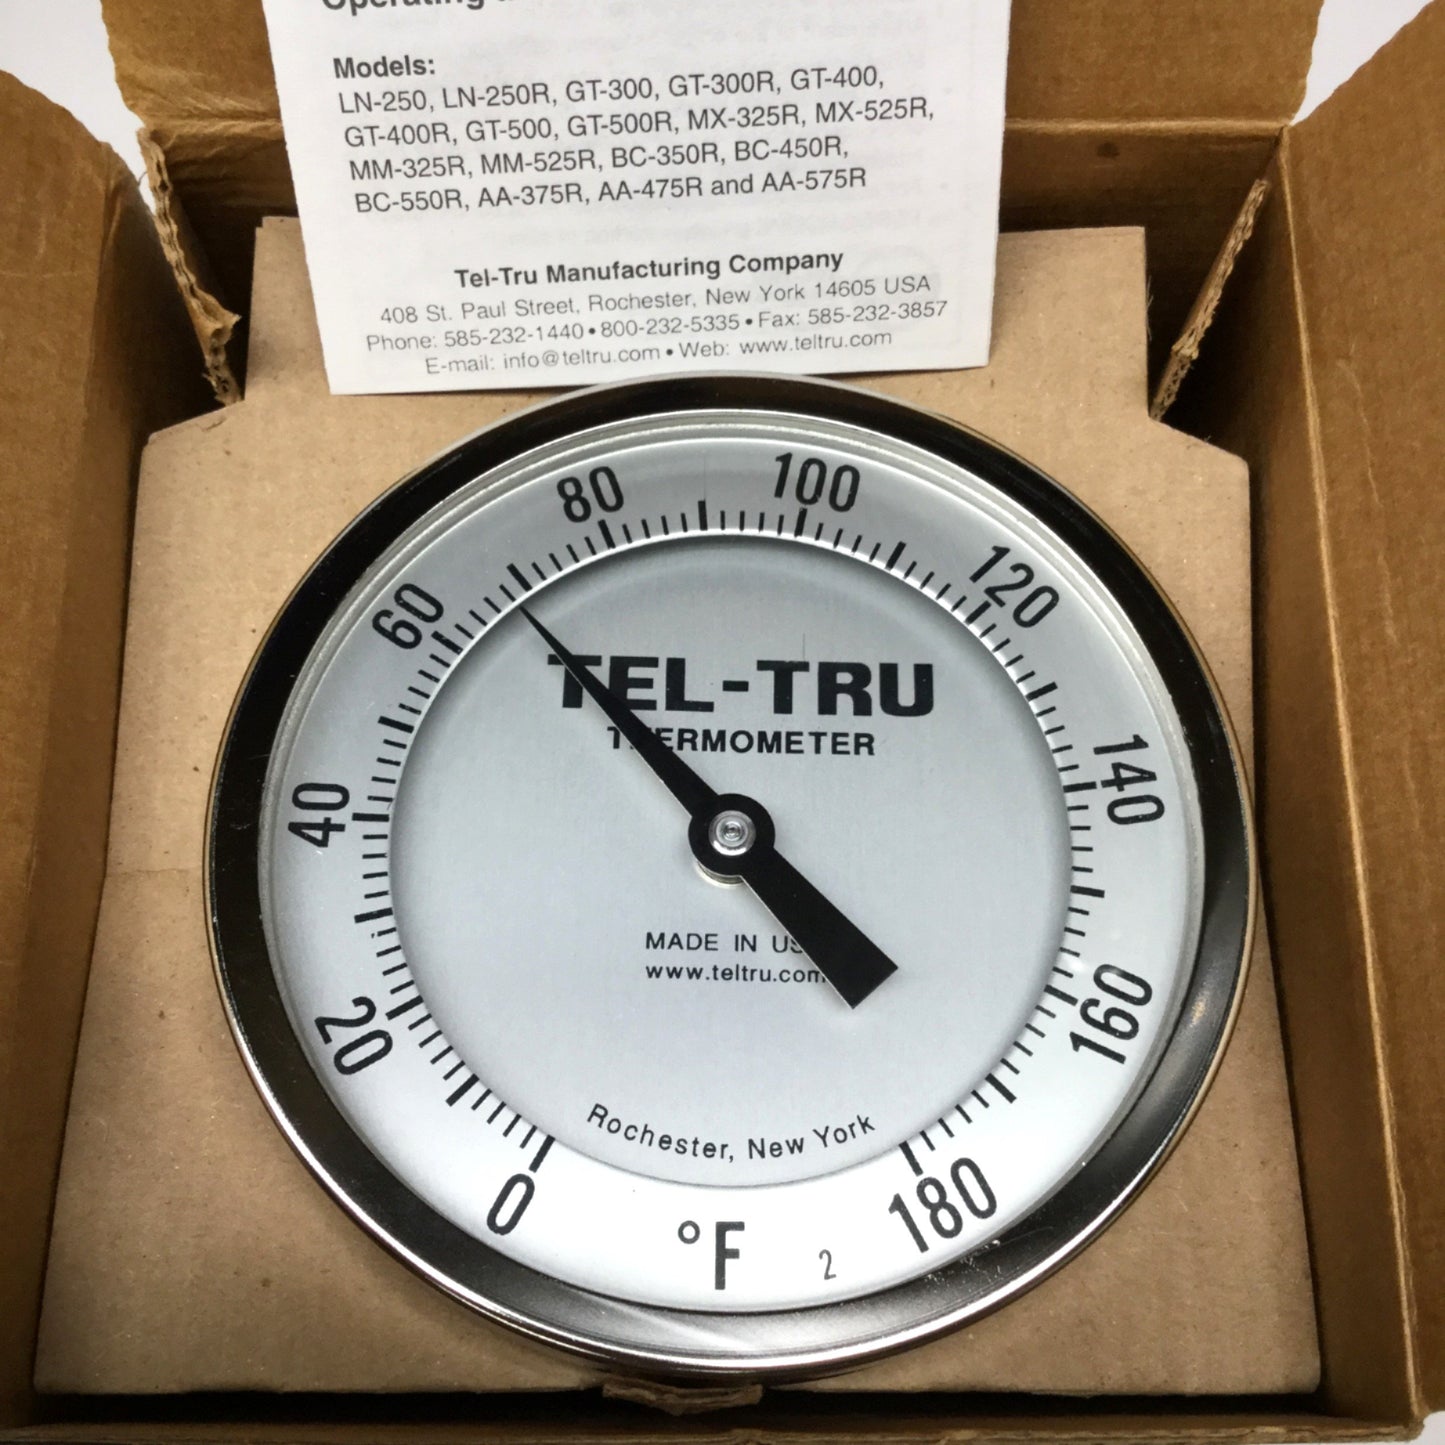 Operating
Models:
LN-250, LN-250R, GT-300, GT-300R, GT-400,
GT-400R, GT-500, GT-500R, MX-325R, MX-525R,
MM-325R, MM-525R, BC-350R, BC-450R,
BC-550R, AA-375R, AA-475R and AA-575R
Tel-Tru Manufacturing Company
408 St. Paul Street, Rochester, New York 14605 USA
Phone: 585-232-1440 • 800-232-5335 • Fax: 585-232-3857
E-mail: info@teltru.com • Web: www.teltru.com
0
20
40
60
80
100
120
140
160
180
TEL-TRU
THERMOMETER
MADE IN US
www.teltru.com
Rochester, New York
°F
2